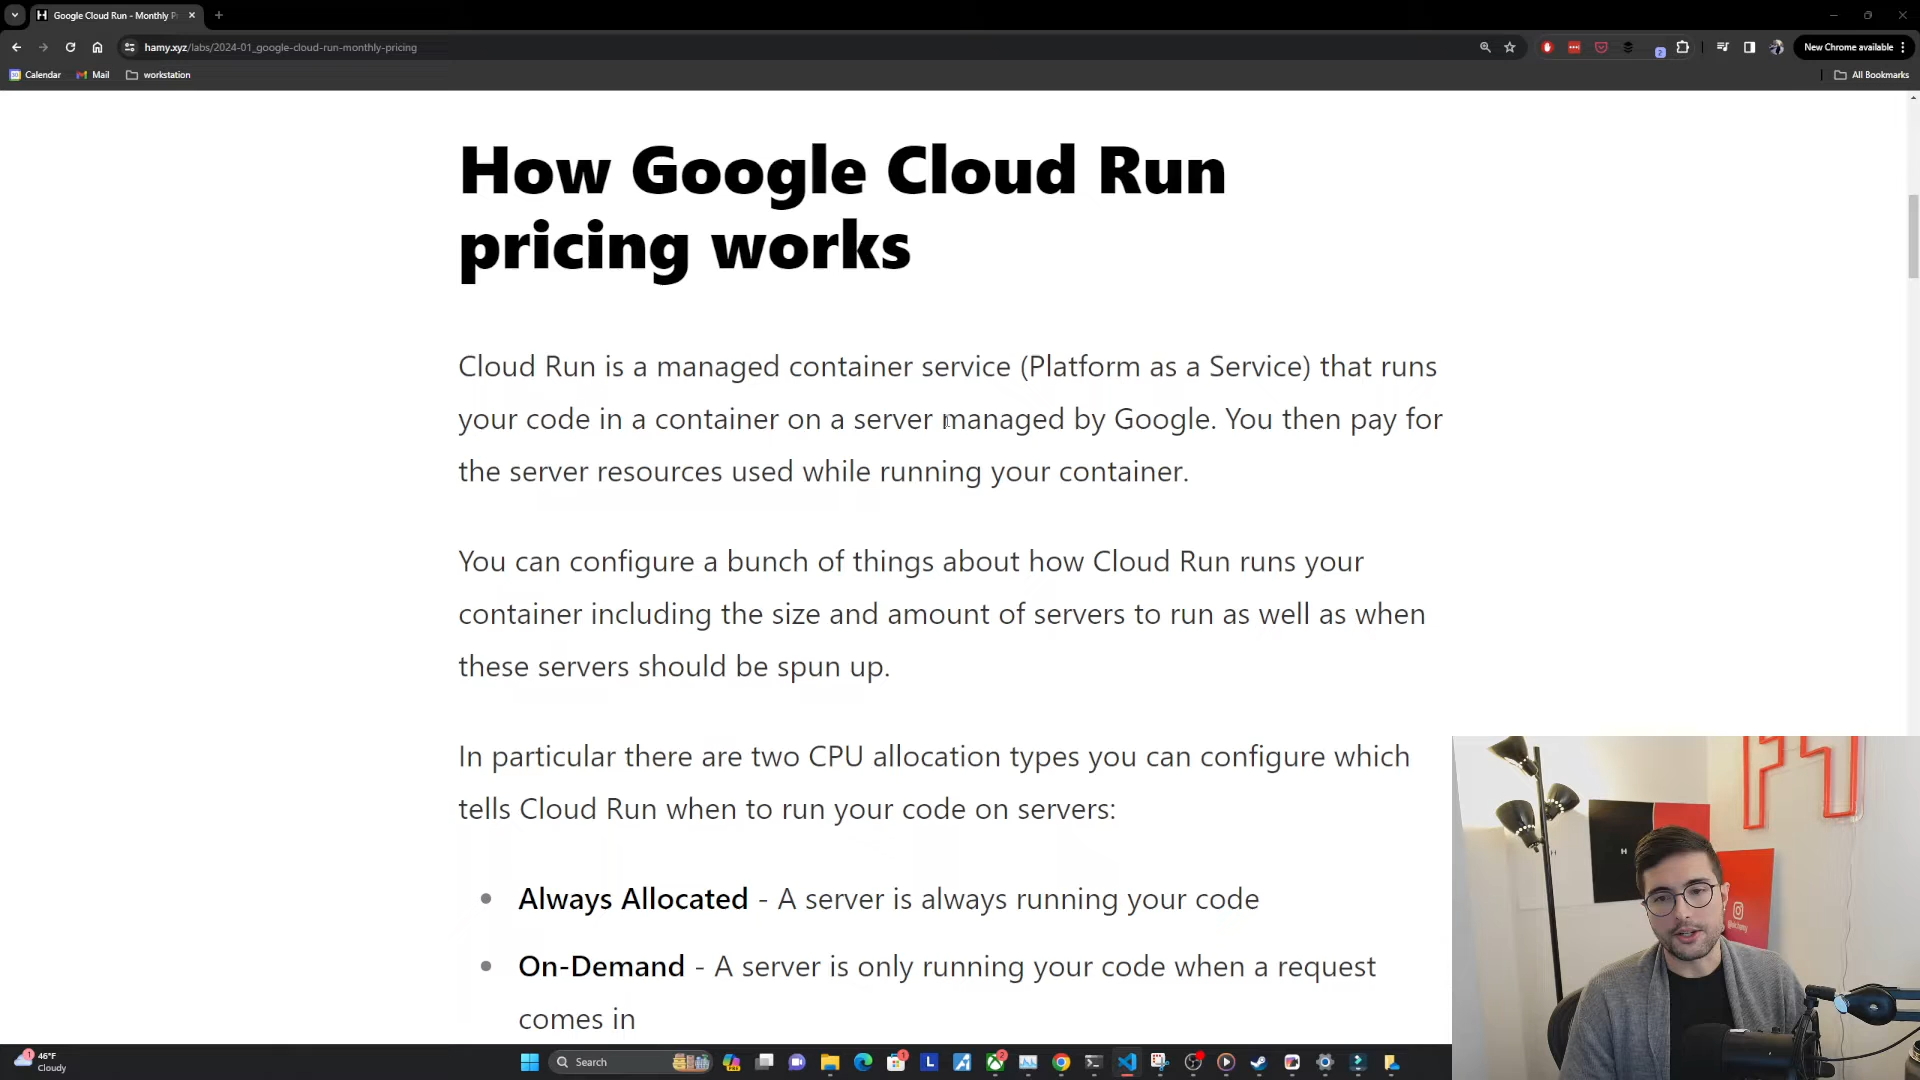 Google Cloud Run - Monthly P
hamy.xyz/labs/2024-01_google-cloud-run-monthly-pricing
New Chrome available
Calendar
Mail
workstation
All Bookmarks
How Google Cloud Run
pricing works
Cloud Run is a managed container service (Platform as a Service) that runs
your code in a container on a server managed by Google. You then pay for
the server resources used while running your container.
You can configure a bunch of things about how Cloud Run runs your
container including the size and amount of servers to run as well as when
these servers should be spun up.
In particular there are two CPU allocation types you can configure which
tells Cloud Run when to run your code on servers:
Always Allocated - A server is always running your code
On-Demand - A server is only running your code when a request
comes in
46°F
Cloudy
Search